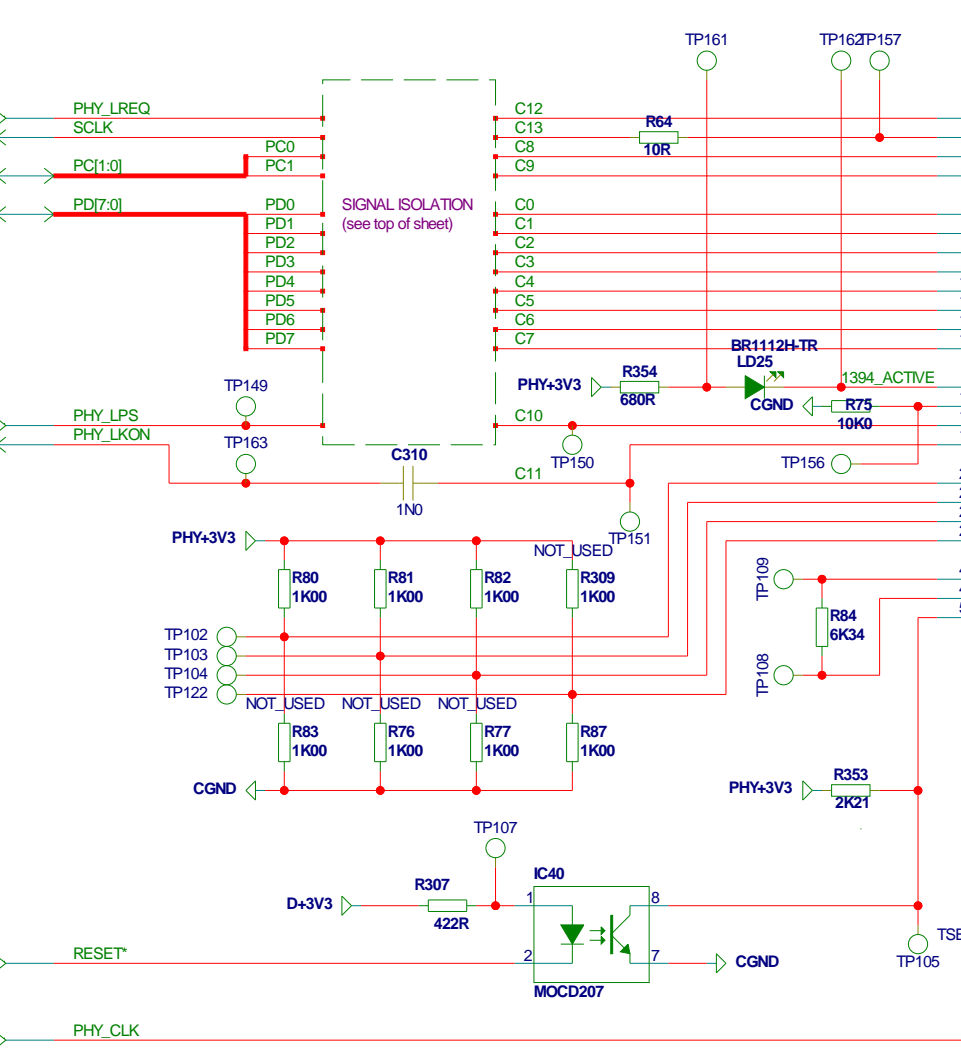 TP161
TP162
TP157
PHY_LREQ
C12
SCLK
C13
R64
10R
PC0
C8
PC[1:0]
PC1
C9
PD[7:0]
PD0
SIGNAL ISOLATION
(see top of sheet)
C0
PD1
C1
PD2
C2
PD3
C3
PD4
C4
PD5
C5
PD6
C6
PD7
C7
BR1112H-TR
LD25
R354
PHY+3V3
680R
1394_ACTIVE
TP149
CGND
R75
10K0
PHY_LPS
C10
PHY_LKON
TP163
C310
TP150
TP156
C11
1N0
PHY+3V3
TP151
NOT_USED
R80
1K00
R81
1K00
R82
1K00
R309
1K00
TP109
R84
6K34
TP102
TP103
TP104
TP122
TP108
NOT_USED
NOT_USED
NOT_USED
R83
1K00
R76
1K00
R77
1K00
R87
1K00
CGND
R353
PHY+3V3
2K21
TP107
IC40
R307
D+3V3
422R
1
8
2
7
RESET*
CGND
TP105
MOCD207
PHY_CLK